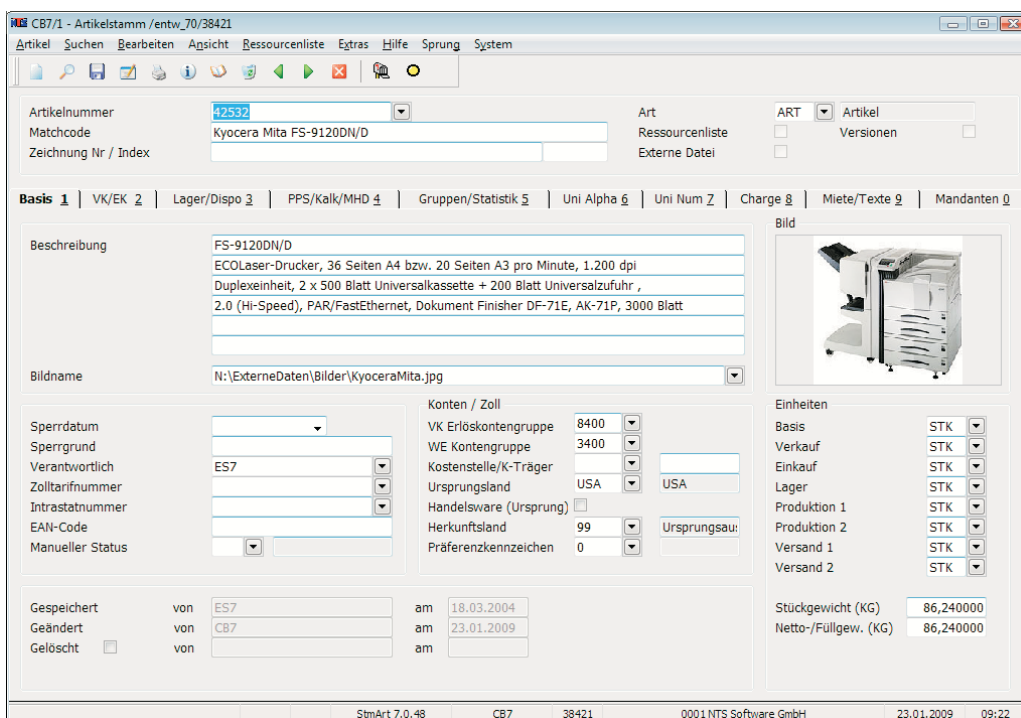 CB7/1 - Artikelstamm /entw_70/38421
Artikel Suchen Bearbeiten Ansicht Ressourcenliste Extras Hilfe Sprung System
Artikelnummer 42532 Art ART Artikel
Matchcode Kyocera Mita FS-9120DN/D Ressourcenliste Versionen
Zeichnung Nr / Index Externe Datei
Basis 1 VK/EK 2 Lager/Dispo 3 PPS/Kalk/MHD 4 Gruppen/Statistik 5 Uni Alpha 6 Uni Num 7 Charge 8 Miete/Texte 9 Mandanten 0
Bild
Beschreibung FS-9120DN/D
ECOLaser-Drucker, 36 Seiten A4 bzw. 20 Seiten A3 pro Minute, 1.200 dpi
Duplexeinheit, 2 x 500 Blatt Universalkassette + 200 Blatt Universalzufuhr ,
2.0 (Hi-Speed), PAR/FastEthernet, Dokument Finisher DF-71E, AK-71P, 3000 Blatt
Bildname N:\ExterneDaten\Bilder\KyoceraMita.jpg
Konten / Zoll Einheiten
Sperrdatum VK Erlöskontengruppe 8400 Basis STK
Sperrgrund WE Kontengruppe 3400 Verkauf STK
Verantwortlich ES7 Kostenstelle/K-Träger Einkauf STK
Zolltarifnummer Ursprungsland USA USA Lager STK
Intrastatnummer Handelsware (Ursprung) Produktion 1 STK
EAN-Code Herkunftsland 99 Ursprungsau: Produktion 2 STK
Manueller Status Präferenzkennzeichen 0 Versand 1 STK
Versand 2 STK
Gespeichert von ES7 am 18.03.2004 Stückgewicht (KG) 86,240000
Geändert von CB7 am 23.01.2009 Netto-/Füllgew. (KG) 86,240000
Gelöscht von am
StmArt 7.0.48 CB7 38421 0001 NTS Software GmbH 23.01.2009 09:22